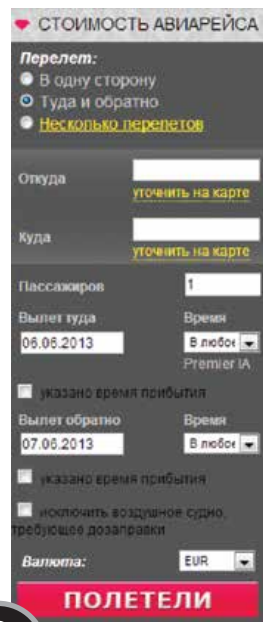 СТОИМОСТЬ АВИАРЕЙСА
Перелет:
В одну сторону
Туда и обратно
Несколько перелетов
Откуда
уточнить на карте
Куда
уточнить на карте
Пассажиров 1
Вылет туда Время
06.06.2013 В любое
Premier IA
указано время прибытия
Вылет обратно Время
07.06.2013 В любое
указано время прибытия
исключить воздушное судно,
требующее дозаправки
Валюта: EUR
ПОЛЕТЕЛИ